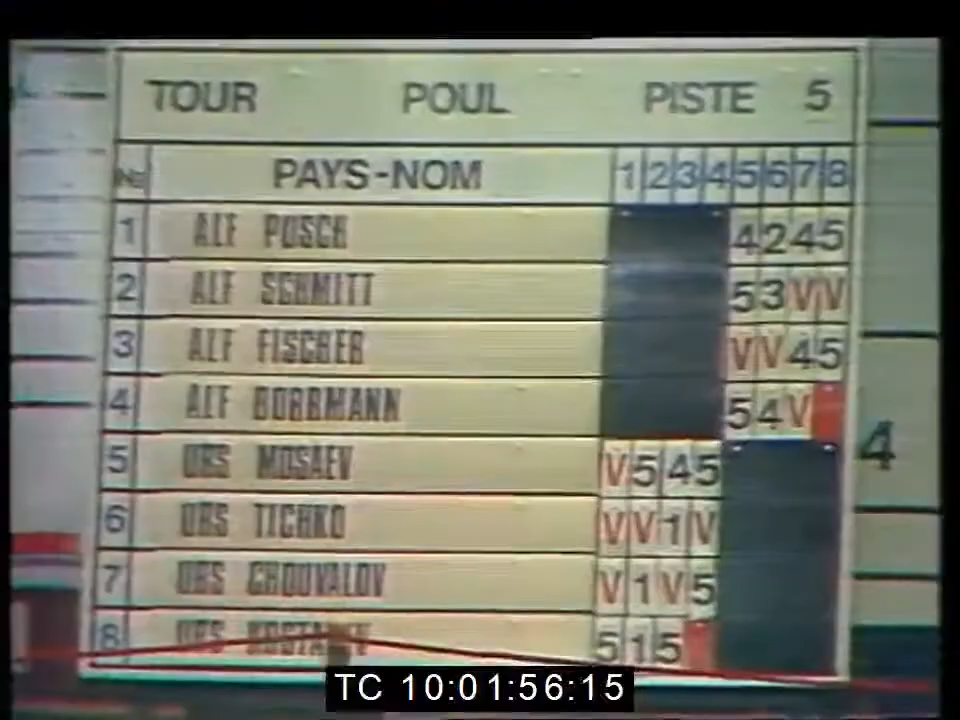 TOUR POUL PISTE 5
№ PAYS-NOM 1 2 3 4 5 6 7 8
1 ALF PUSCH 4 2 4 5
2 ALF SCHMITT 5 3 V V
3 ALF FISCHER V V 4 5
4 ALF BORRMANN 5 4 V
4
5 URS MOSAEV V 5 4 5
6 URS TICHKO V V 1 V
7 URS CHOUVALOV V 1 V 5
8 URS 5 1 5
TC 10:01:56:15